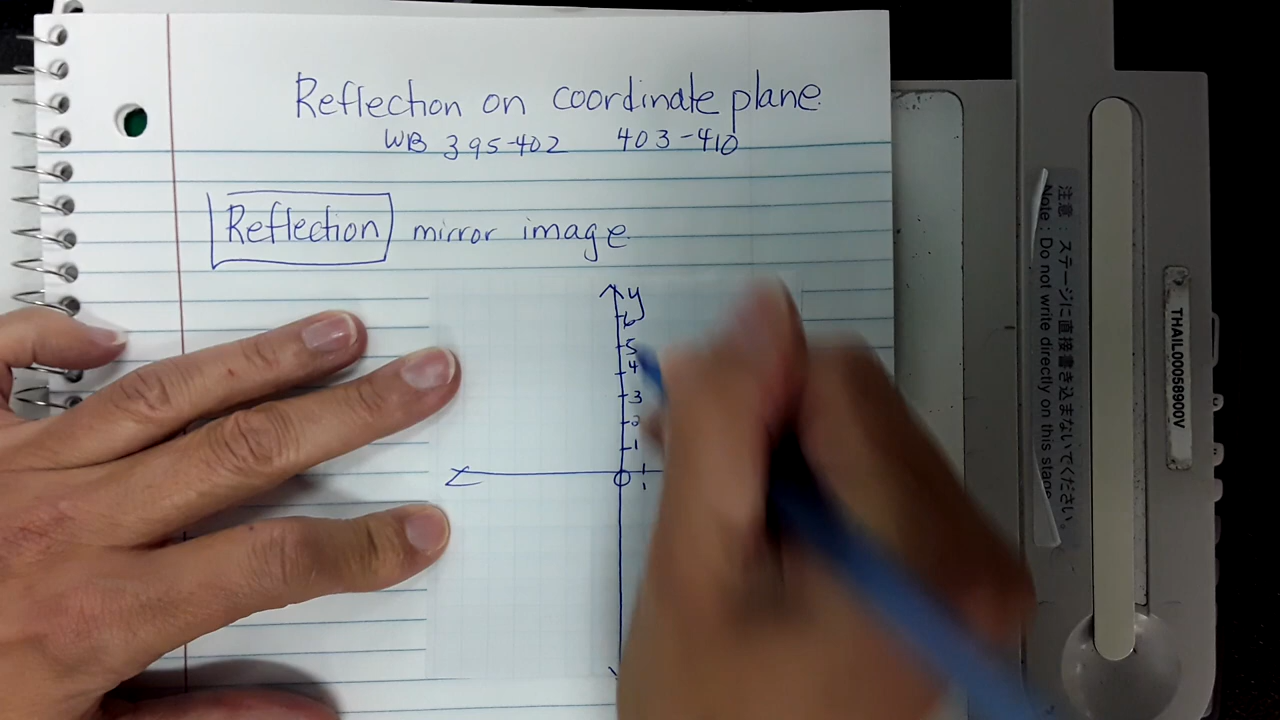 Reflection on coordinate plane
WB 395-402 403-410
Reflection mirror image
y
6
5
4
3
2
1
1
注意：ステージに直接書き込まないでください。
Note : Do not write directly on this stage
THAIL00058900V